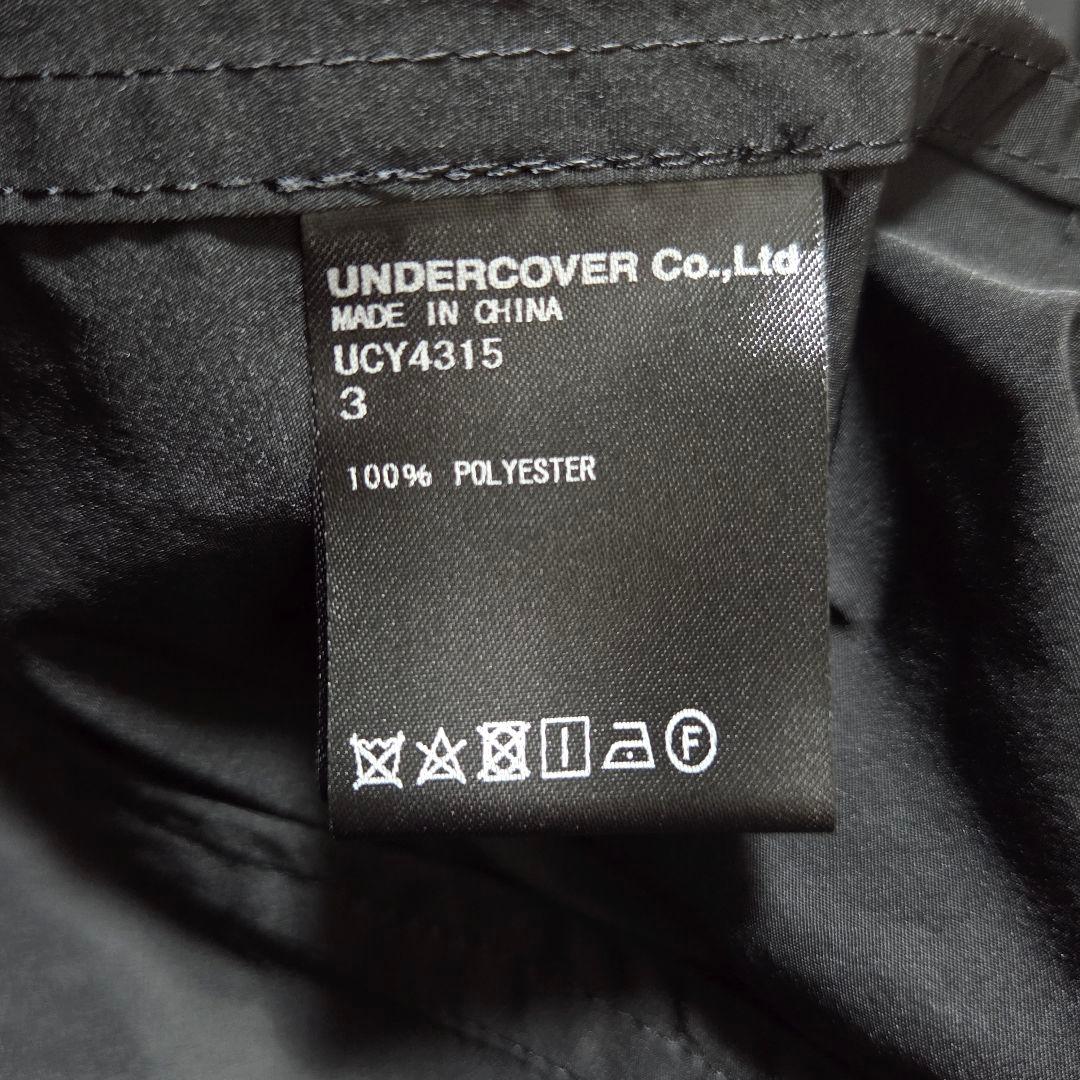 UNDERCOVER Co.,Ltd
MADE IN CHINA
UCY4315
3
100% POLYESTER
F